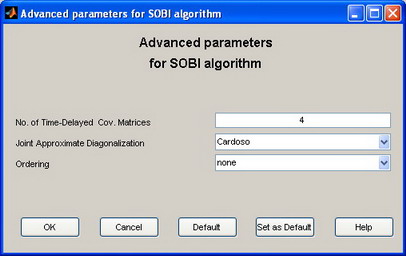 Advanced parameters for SOBI algorithm
Advanced parameters
for SOBI algorithm
No. of Time-Delayed Cov. Matrices 4
Joint Approximate Diagonalization Cardoso
Ordering none
OK Cancel Default Set as Default Help